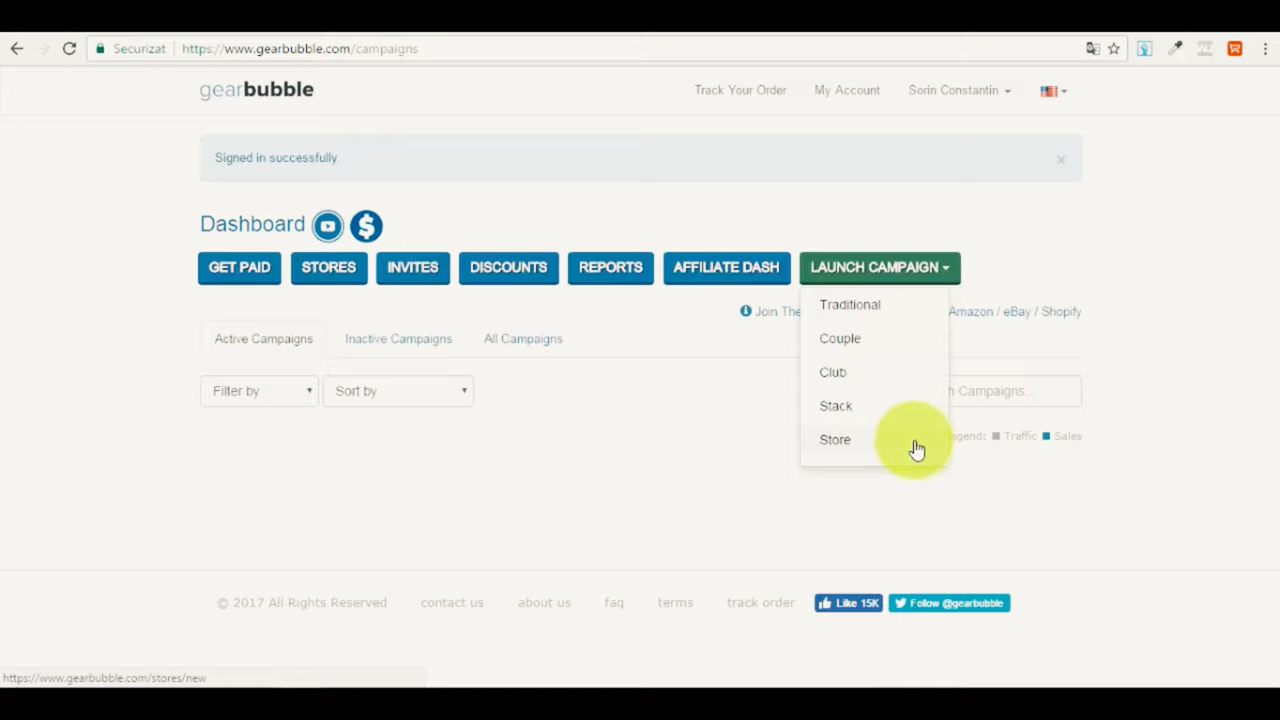 Securizat https://www.gearbubble.com/campaigns
gearbubble Track Your Order My Account Sorin Constantin
Signed in successfully. ×
Dashboard $
GET PAID STORES INVITES DISCOUNTS REPORTS AFFILIATE DASH LAUNCH CAMPAIGN
Traditional
Join The Amazon / eBay / Shopify
Active Campaigns Inactive Campaigns All Campaigns Couple
Club
Filter by Sort by Campaigns...
Stack
Store
Traffic Sales
© 2017 All Rights Reserved contact us about us faq terms track order Like 15K Follow @gearbubble
https://www.gearbubble.com/stores/new